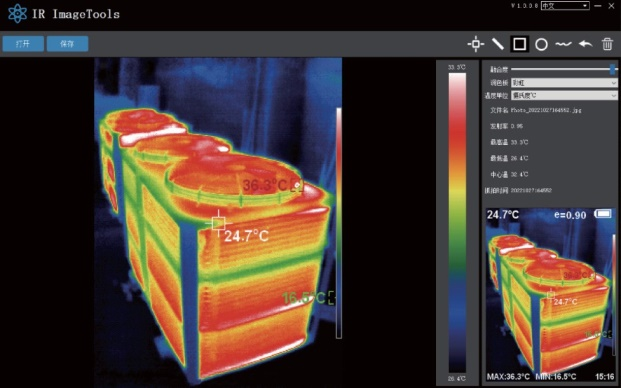 IR ImageTools
V 1.0.0.0 中文
打开 保存
33.3℃
融合度
调色板 彩虹
温度单位 摄氏度℃
文件名 Photo_20221027164552.jpg
发射率 0.95
最高温 33.3℃
最低温 26.4℃
中心温 32.4℃
拍摄时间 20221027164552
26.4℃
36.3°C
24.7°C
16.5°C
24.7°C e=0.90
24.7°C
MAX:36.3°C MIN:16.5°C 15:16